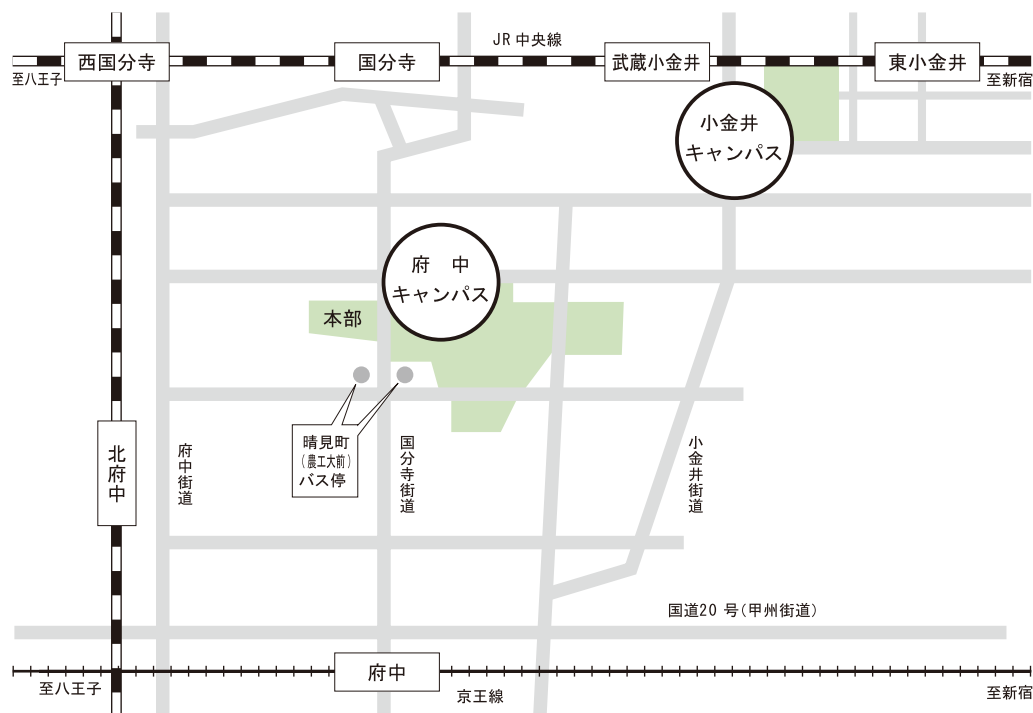 JR 中央線
西国分寺
国分寺
武蔵小金井
東小金井
至八王子
至新宿
小金井
キャンパス
府　中
キャンパス
本部
晴見町
(農工大前)
バス停
北府中
府中街道
国分寺街道
小金井街道
国道20 号(甲州街道)
府中
至八王子
京王線
至新宿